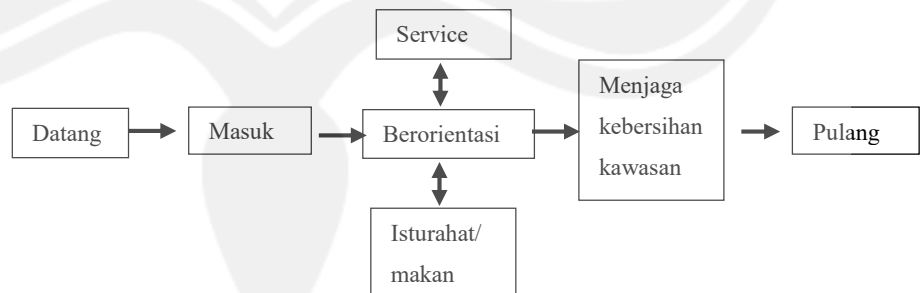 Service
Datang
Masuk
Berorientasi
Menjaga
kebersihan
kawasan
Pulang
Isturahat/
makan